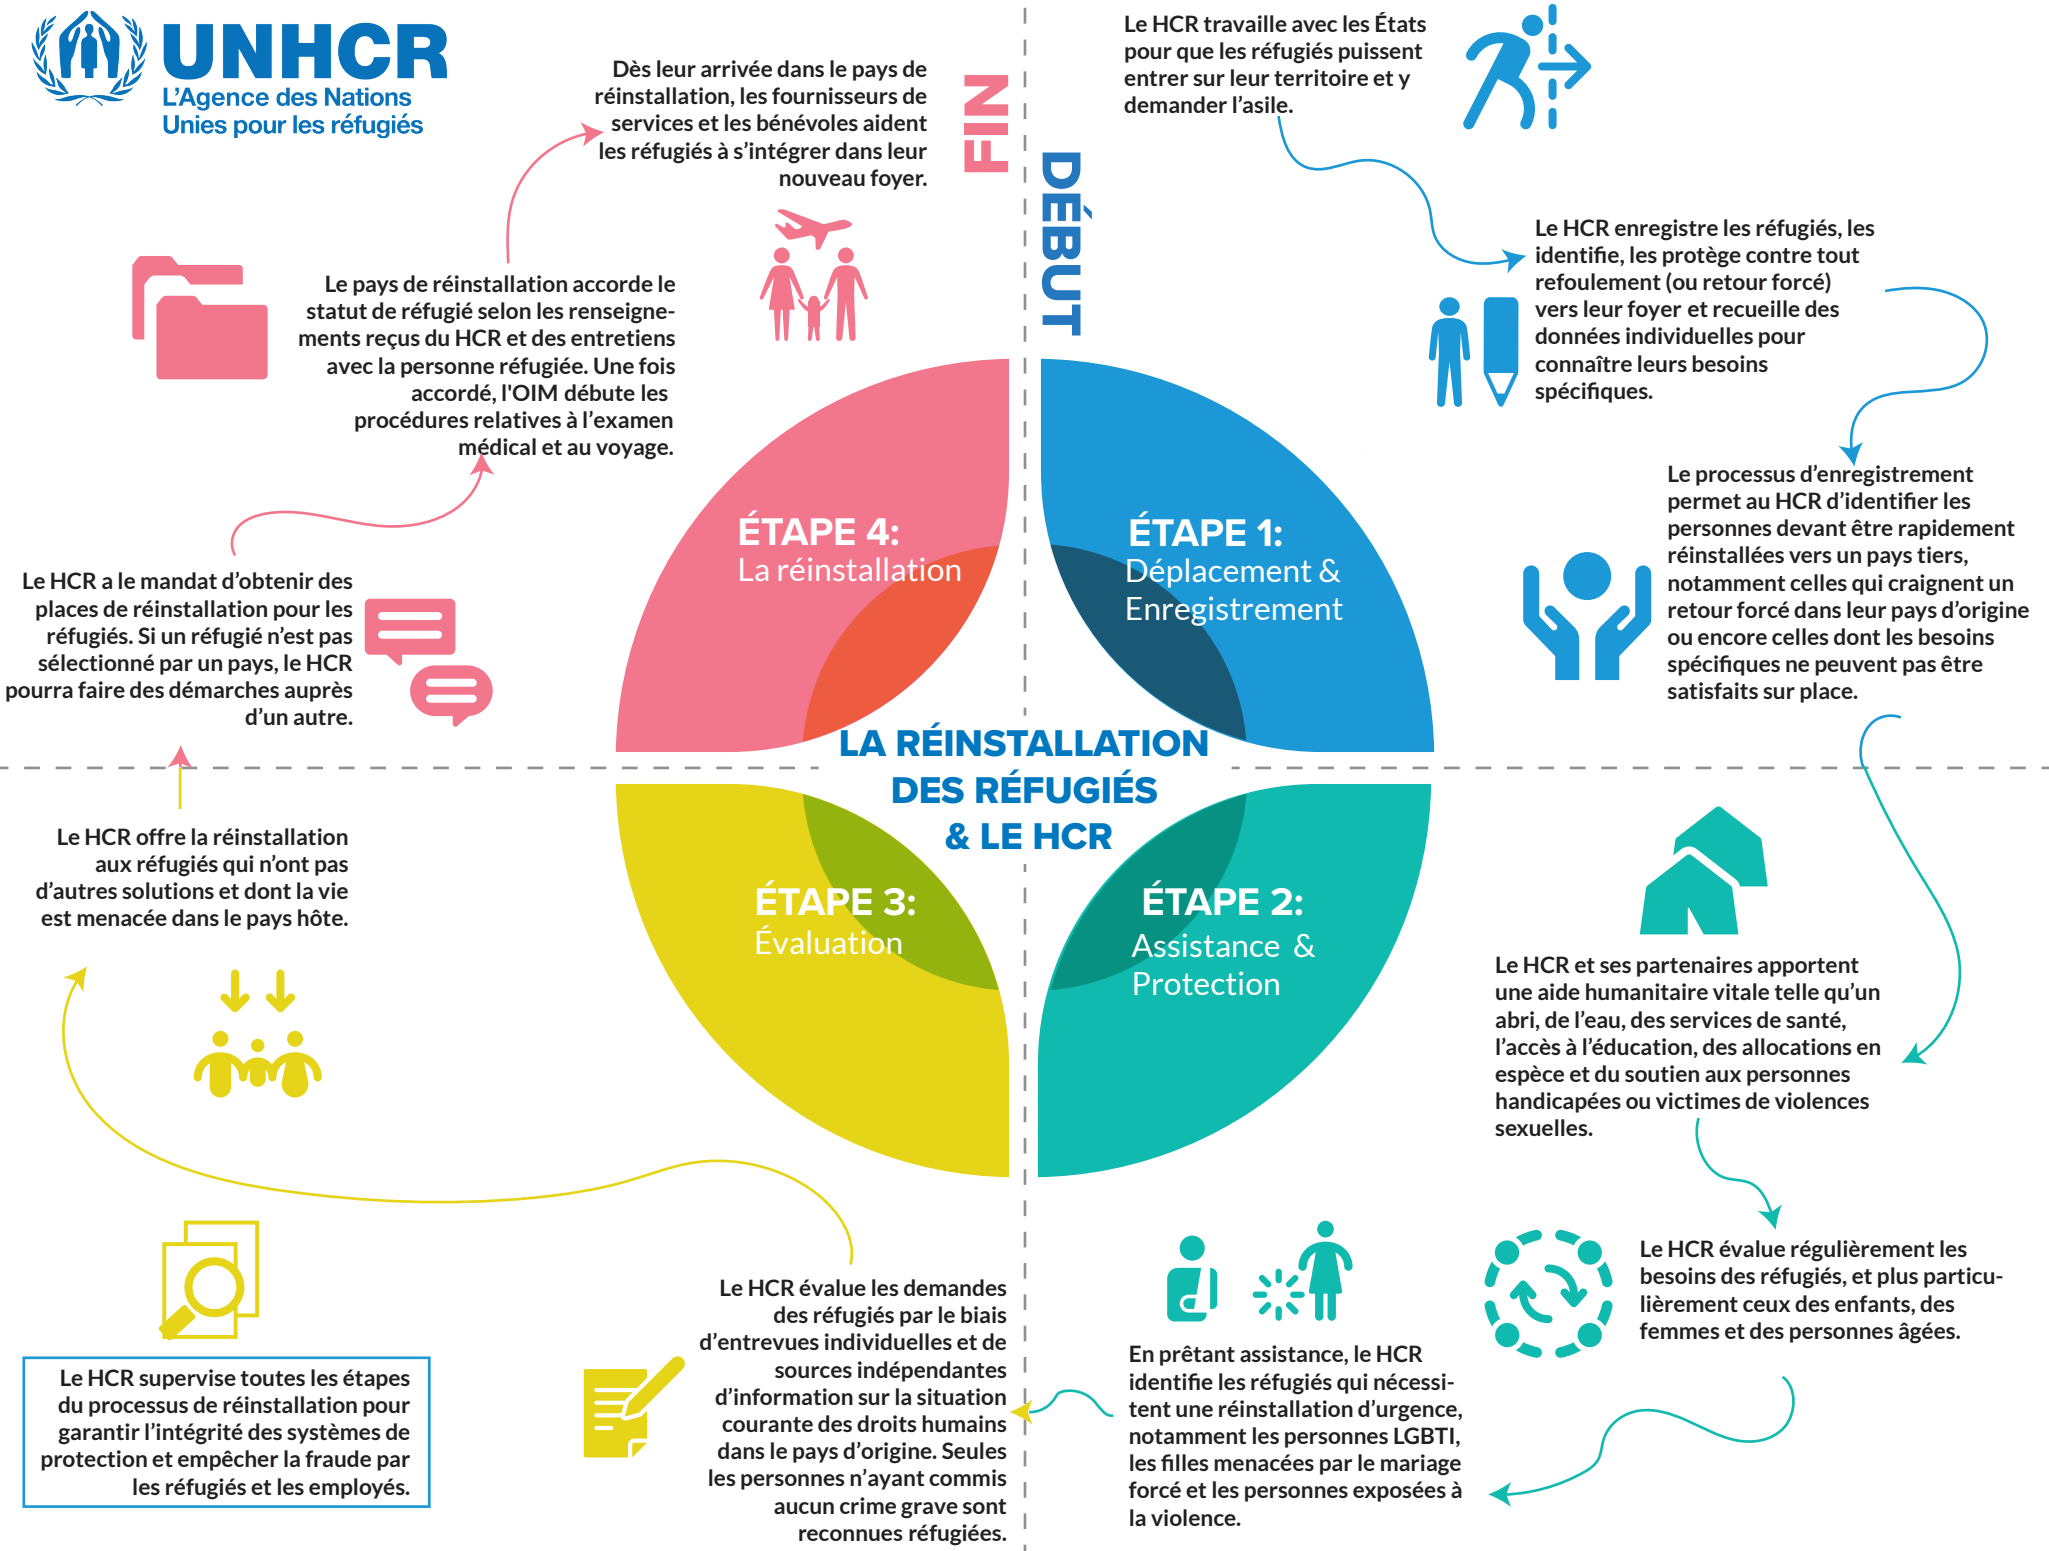 UNHCR
L'Agence des Nations
Unies pour les réfugiés
DÉBUT
Le HCR travaille avec les États
pour que les réfugiés puissent
entrer sur leur territoire et y
demander l'asile.
Le HCR enregistre les réfugiés, les
identifie, les protège contre tout
refoulement (ou retour forcé)
vers leur foyer et recueille des
données individuelles pour
connaître leurs besoins
spécifiques.
Le processus d'enregistrement
permet au HCR d'identifier les
personnes devant être rapidement
réinstallées vers un pays tiers,
notamment celles qui craignent un
retour forcé dans leur pays d'origine
ou encore celles dont les besoins
spécifiques ne peuvent pas être
satisfaits sur place.
ÉTAPE 1:
Déplacement &
Enregistrement
LA RÉINSTALLATION
DES RÉFUGIÉS
& LE HCR
ÉTAPE 2:
Assistance &
Protection
Le HCR et ses partenaires apportent
une aide humanitaire vitale telle qu'un
abri, de l'eau, des services de santé,
l'accès à l'éducation, des allocations en
espèce et du soutien aux personnes
handicapées ou victimes de violences
sexuelles.
Le HCR évalue régulièrement les
besoins des réfugiés, et plus particu-
lièrement ceux des enfants, des
femmes et des personnes âgées.
En prêtant assistance, le HCR
identifie les réfugiés qui nécessi-
tent une réinstallation d'urgence,
notamment les personnes LGBTI,
les filles menacées par le mariage
forcé et les personnes exposées à
la violence.
ÉTAPE 3:
Évaluation
Le HCR évalue les demandes
des réfugiés par le biais
d'entrevues individuelles et de
sources indépendantes
d'information sur la situation
courante des droits humains
dans le pays d'origine. Seules
les personnes n'ayant commis
aucun crime grave sont
reconnues réfugiées.
Le HCR offre la réinstallation
aux réfugiés qui n'ont pas
d'autres solutions et dont la vie
est menacée dans le pays hôte.
Le HCR supervise toutes les étapes
du processus de réinstallation pour
garantir l'intégrité des systèmes de
protection et empêcher la fraude par
les réfugiés et les employés.
ÉTAPE 4:
La réinstallation
Le HCR a le mandat d'obtenir des
places de réinstallation pour les
réfugiés. Si un réfugié n'est pas
sélectionné par un pays, le HCR
pourra faire des démarches auprès
d'un autre.
Le pays de réinstallation accorde le
statut de réfugié selon les renseigne-
ments reçus du HCR et des entretiens
avec la personne réfugiée. Une fois
accordé, l'OIM débute les
procédures relatives à l'examen
médical et au voyage.
Dès leur arrivée dans le pays de
réinstallation, les fournisseurs de
services et les bénévoles aident
les réfugiés à s'intégrer dans leur
nouveau foyer.
FIN